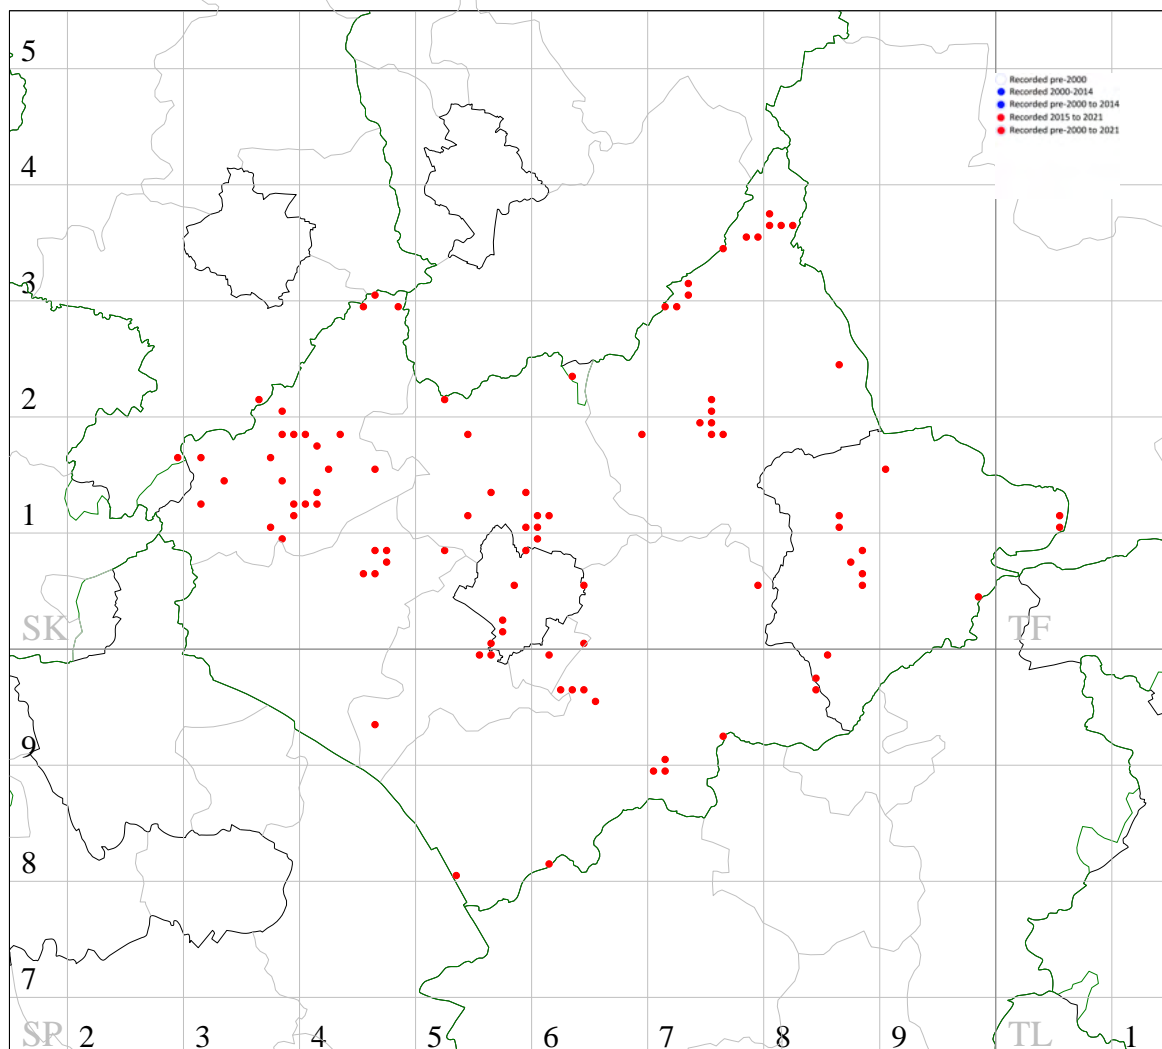 5
Recorded pre-2000
Recorded 2000-2014
Recorded pre-2000 to 2014
Recorded 2015 to 2021
Recorded pre-2000 to 2021
4
3
2
1
SK
TF
9
8
7
SP 2 3 4 5 6 7 8 9 TL 1